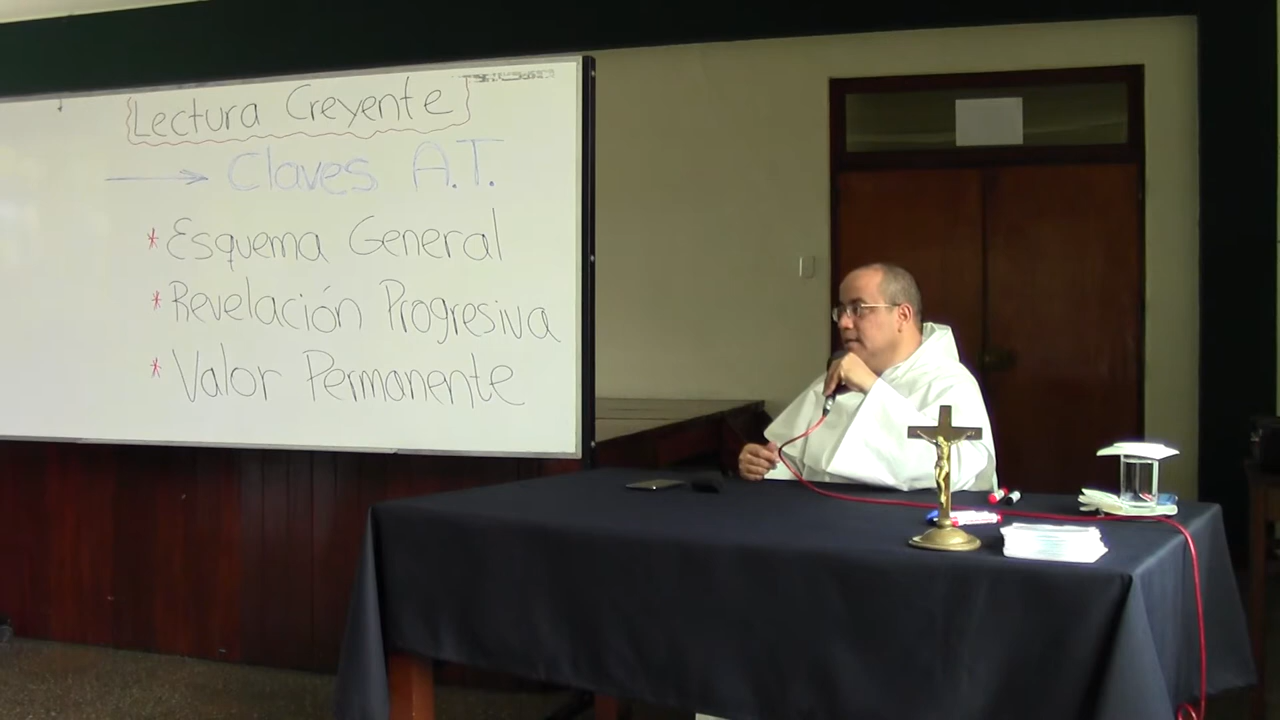 Lectura Creyente
→ Claves A.T.
* Esquema General
* Revelación Progresiva
* Valor Permanente